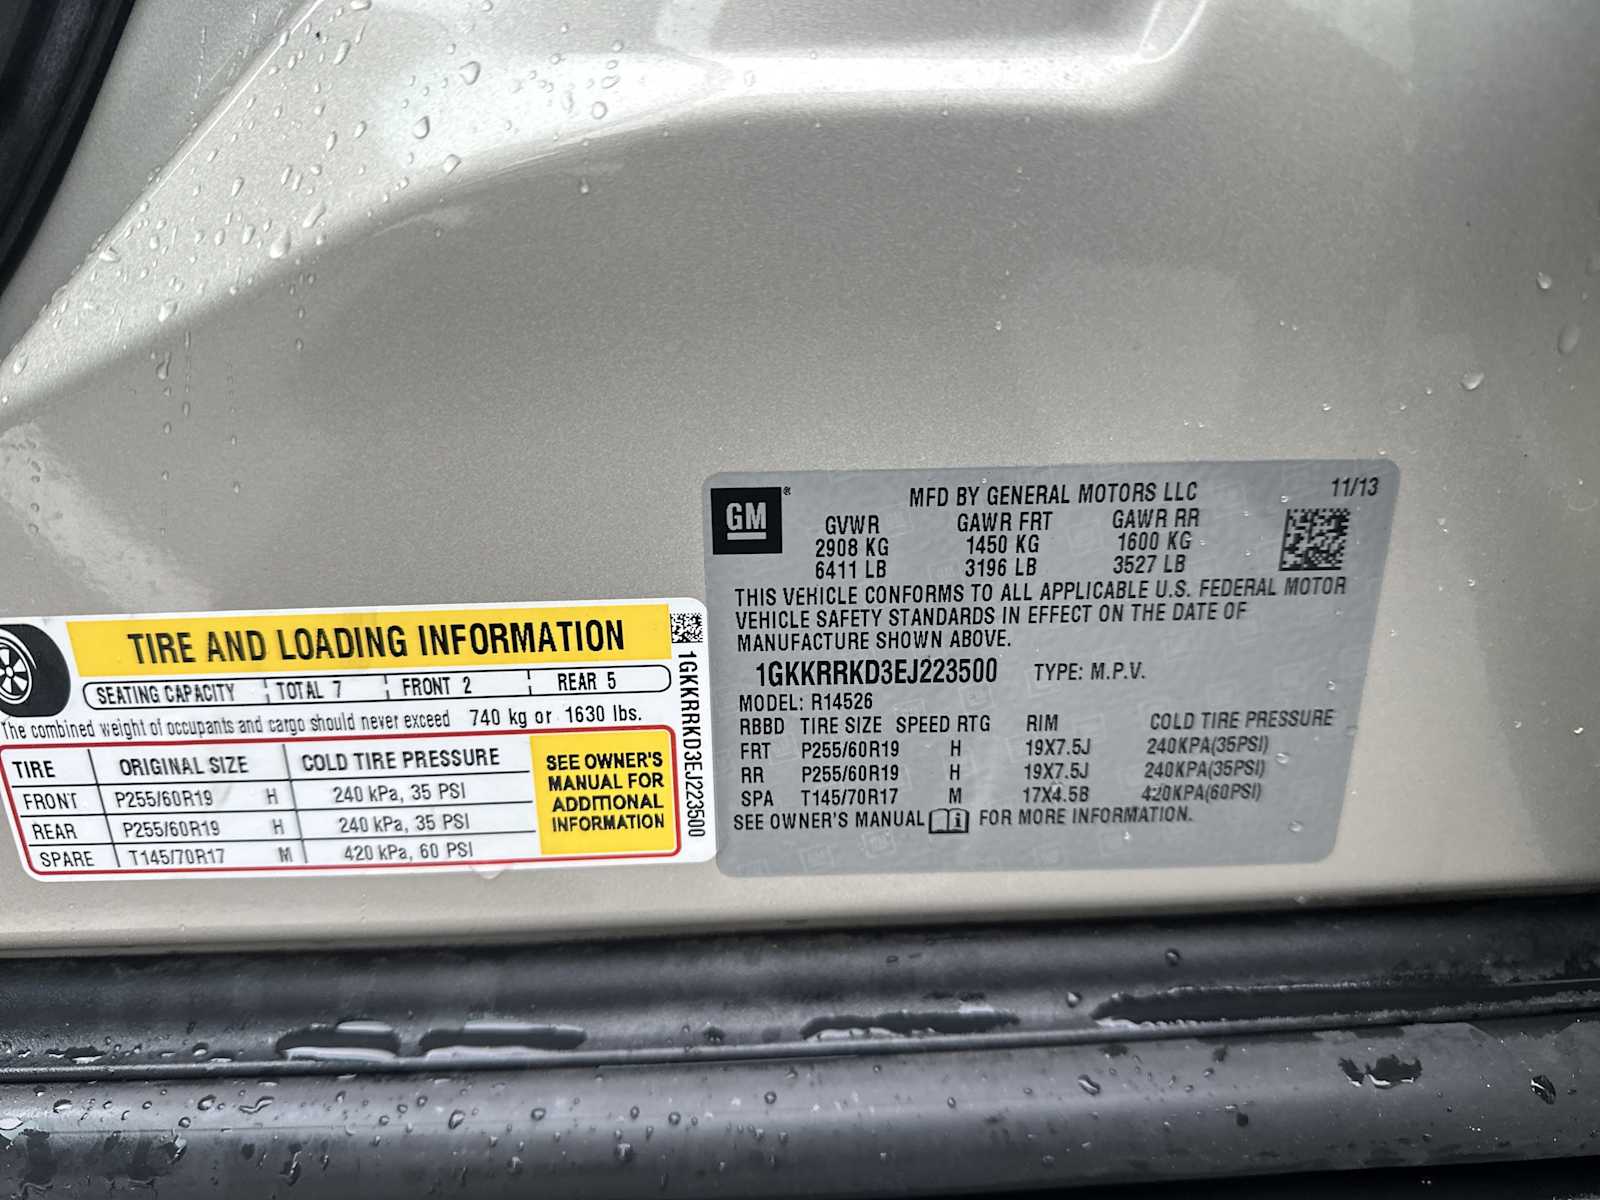 TIRE AND LOADING INFORMATION
SEATING CAPACITY TOTAL 7 FRONT 2 REAR 5
The combined weight of occupants and cargo should never exceed 740 kg or 1630 lbs.
TIRE ORIGINAL SIZE COLD TIRE PRESSURE
FRONT P255/60R19 H 240 kPa, 35 PSI
REAR P255/60R19 H 240 kPa, 35 PSI
SPARE T145/70R17 M 420 kPa, 60 PSI
SEE OWNER'S
MANUAL FOR
ADDITIONAL
INFORMATION
1GKKRRKD3EJ223500
GM®
MFD BY GENERAL MOTORS LLC 11/13
GVWR GAWR FRT GAWR RR
2908 KG 1450 KG 1600 KG
6411 LB 3196 LB 3527 LB
THIS VEHICLE CONFORMS TO ALL APPLICABLE U.S. FEDERAL MOTOR
VEHICLE SAFETY STANDARDS IN EFFECT ON THE DATE OF
MANUFACTURE SHOWN ABOVE.
1GKKRRKD3EJ223500 TYPE: M.P.V.
MODEL: R14526
RBBD TIRE SIZE SPEED RTG RIM COLD TIRE PRESSURE
FRT P255/60R19 H 19X7.5J 240KPA(35PSI)
RR P255/60R19 H 19X7.5J 240KPA(35PSI)
SPA T145/70R17 M 17X4.5B 420KPA(60PSI)
SEE OWNER'S MANUAL i FOR MORE INFORMATION.